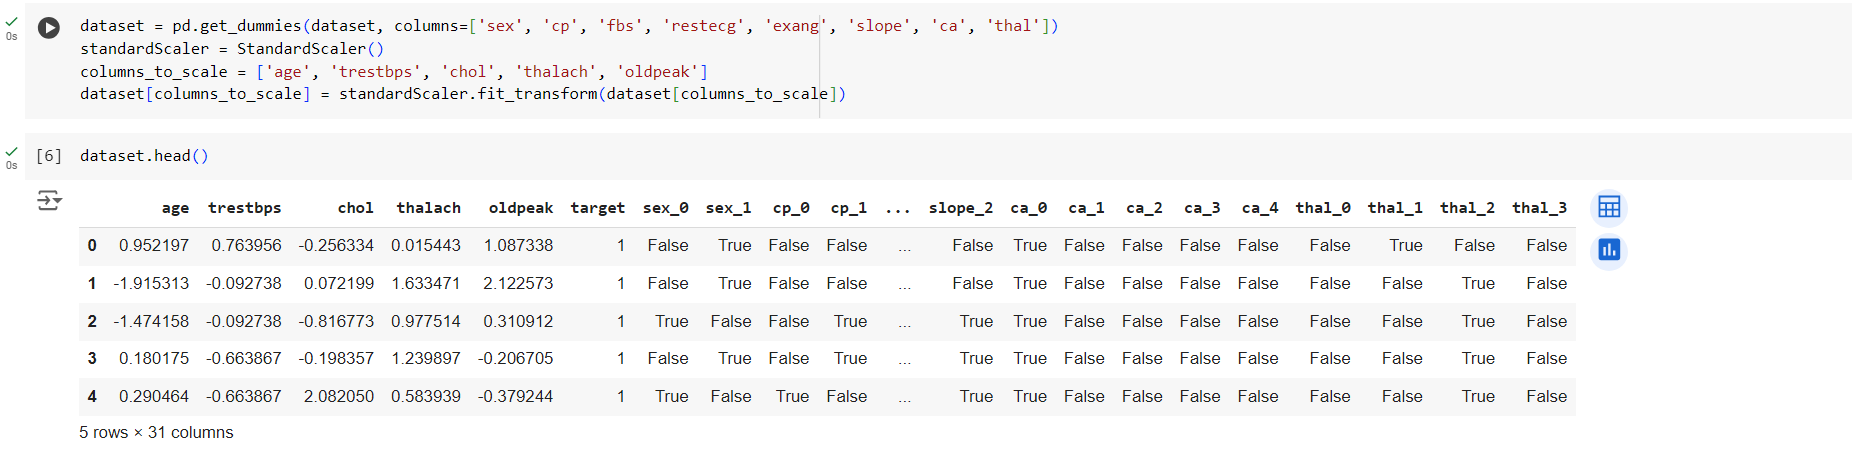 0s
dataset = pd.get_dummies(dataset, columns=['sex', 'cp', 'fbs', 'restecg', 'exang', 'slope', 'ca', 'thal'])
standardScaler = StandardScaler()
columns_to_scale = ['age', 'trestbps', 'chol', 'thalach', 'oldpeak']
dataset[columns_to_scale] = standardScaler.fit_transform(dataset[columns_to_scale])
0s
[6] dataset.head()
age trestbps chol thalach oldpeak target sex_0 sex_1 cp_0 cp_1 ... slope_2 ca_0 ca_1 ca_2 ca_3 ca_4 thal_0 thal_1 thal_2 thal_3
0 0.952197 0.763956 -0.256334 0.015443 1.087338 1 False True False False ... False True False False False False False True False False
1 -1.915313 -0.092738 0.072199 1.633471 2.122573 1 False True False False ... False True False False False False False False True False
2 -1.474158 -0.092738 -0.816773 0.977514 0.310912 1 True False False True ... True True False False False False False False True False
3 0.180175 -0.663867 -0.198357 1.239897 -0.206705 1 False True False True ... True True False False False False False False True False
4 0.290464 -0.663867 2.082050 0.583939 -0.379244 1 True False True False ... True True False False False False False False True False
5 rows × 31 columns